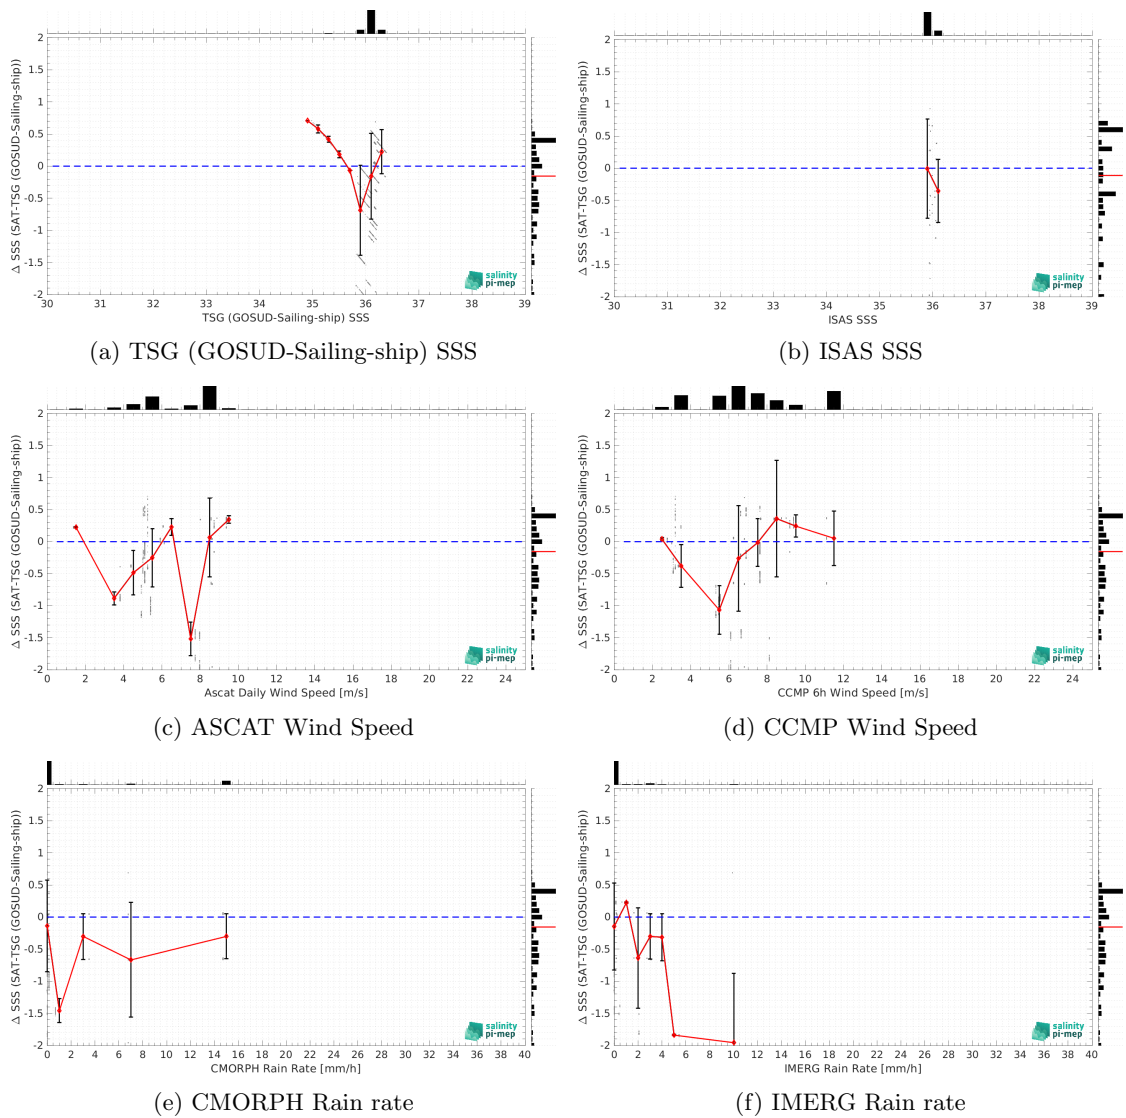 2
1.5
1
0.5
0
-0.5
-1
-1.5
-2
Δ SSS (SAT-TSG (GOSUD-Sailing-ship))
salinity
pi-mep
30 31 32 33 34 35 36 37 38 39
TSG (GOSUD-Sailing-ship) SSS
(a) TSG (GOSUD-Sailing-ship) SSS
2
1.5
1
0.5
0
-0.5
-1
-1.5
-2
Δ SSS (SAT-TSG (GOSUD-Sailing-ship))
salinity
pi-mep
30 31 32 33 34 35 36 37 38 39
ISAS SSS
(b) ISAS SSS
2
1.5
1
0.5
0
-0.5
-1
-1.5
-2
Δ SSS (SAT-TSG (GOSUD-Sailing-ship))
salinity
pi-mep
0 2 4 6 8 10 12 14 16 18 20 22 24
Ascat Daily Wind Speed [m/s]
(c) ASCAT Wind Speed
2
1.5
1
0.5
0
-0.5
-1
-1.5
-2
Δ SSS (SAT-TSG (GOSUD-Sailing-ship))
salinity
pi-mep
0 2 4 6 8 10 12 14 16 18 20 22 24
CCMP 6h Wind Speed [m/s]
(d) CCMP Wind Speed
2
1.5
1
0.5
0
-0.5
-1
-1.5
-2
Δ SSS (SAT-TSG (GOSUD-Sailing-ship))
salinity
pi-mep
0 2 4 6 8 10 12 14 16 18 20 22 24 26 28 30 32 34 36 38 40
CMORPH Rain Rate [mm/h]
(e) CMORPH Rain rate
2
1.5
1
0.5
0
-0.5
-1
-1.5
-2
Δ SSS (SAT-TSG (GOSUD-Sailing-ship))
salinity
pi-mep
0 2 4 6 8 10 12 14 16 18 20 22 24 26 28 30 32 34 36 38 40
IMERG Rain Rate [mm/h]
(f) IMERG Rain rate